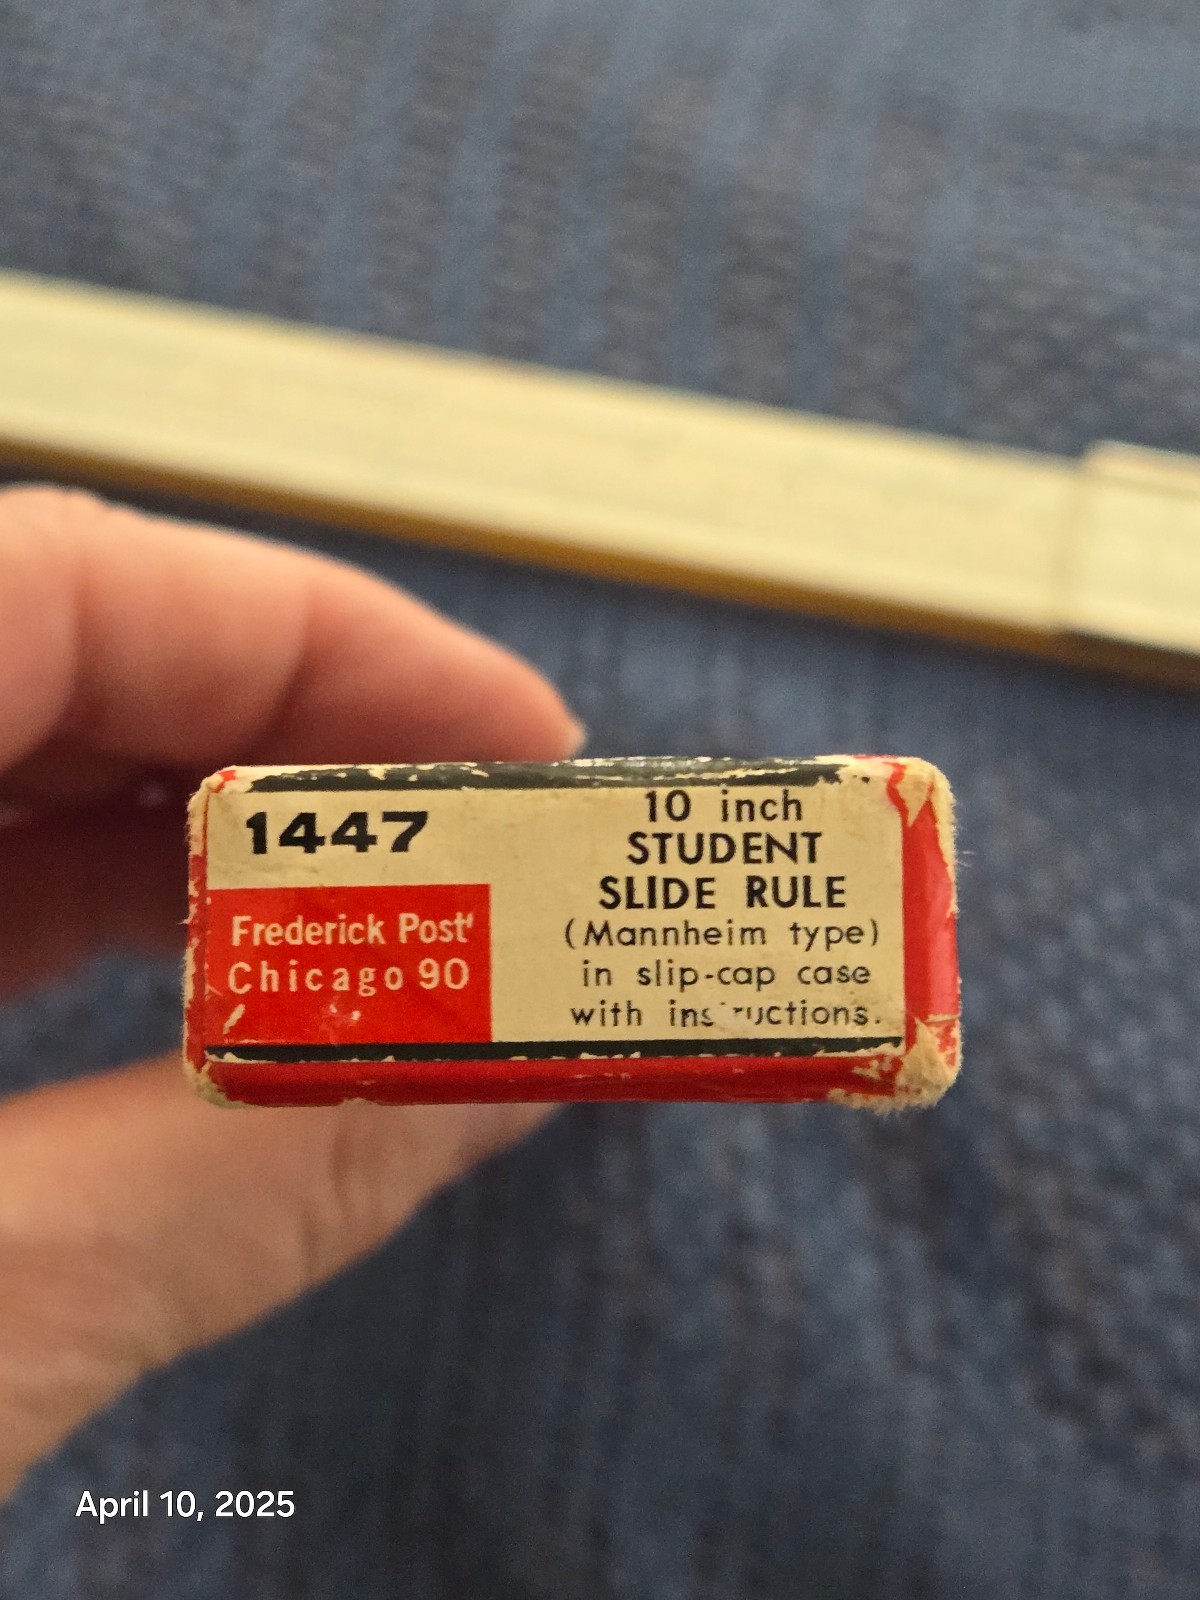 1447
Frederick Post'
Chicago 90
10 inch
STUDENT
SLIDE RULE
(Mannheim type)
in slip-cap case
with instructions.
April 10, 2025